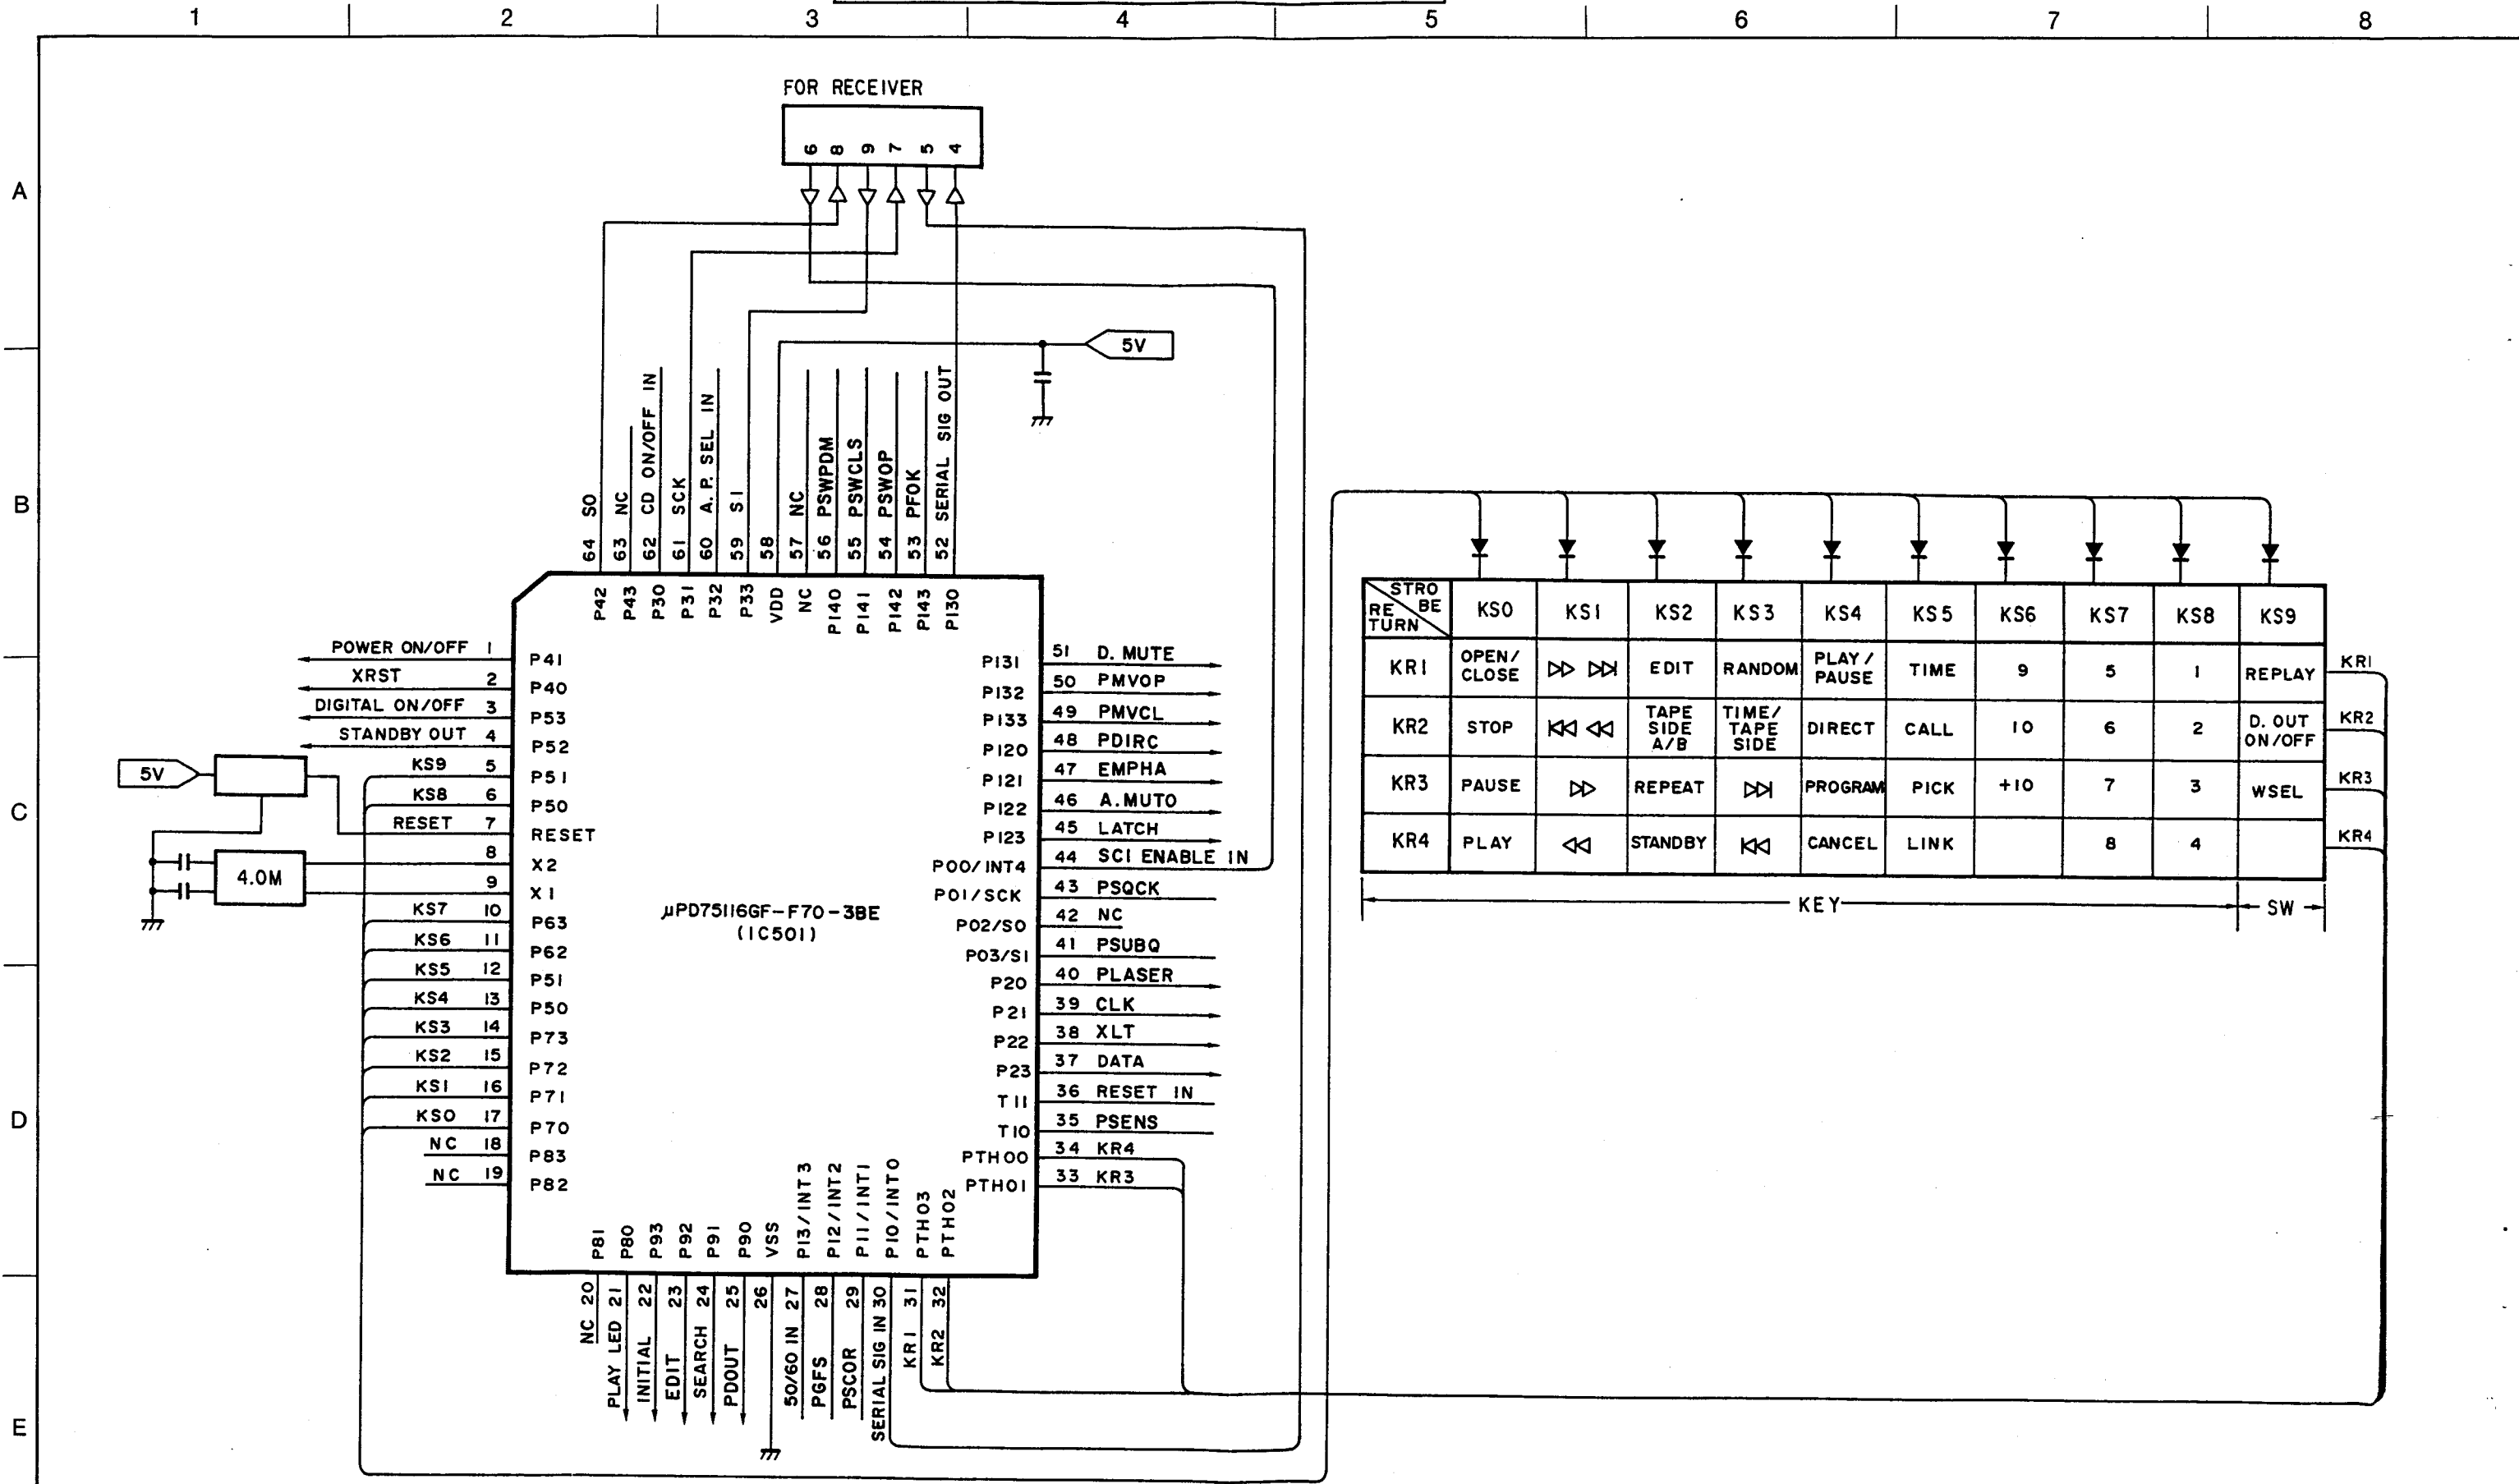 1 2 3 4 5 6 7 8
FOR RECEIVER
6 8 9 7 5 4
A
5V
B
64 SO
63 NC
62 CD ON/OFF IN
61 SCK
60 A.P. SEL IN
59 SI
58
57 NC
56 PSWPDM
55 PSWCLS
54 PSWOP
53 PFOK
52 SERIAL SIG OUT
P42 P43 P30 P31 P32 P33 VDD NC P140 P141 P142 P143 P130
POWER ON/OFF 1 P41
XRST 2 P40
DIGITAL ON/OFF 3 P53
STANDBY OUT 4 P52
KS9 5 P51
KS8 6 P50
RESET 7 RESET
8 X2
9 X1
KS7 10 P63
KS6 11 P62
KS5 12 P51
KS4 13 P50
KS3 14 P73
KS2 15 P72
KS1 16 P71
KS0 17 P70
NC 18 P83
NC 19 P82
5V
4.0M
C
D
E
μPD75116GF-F70-3BE
(IC501)
P131 51 D. MUTE
P132 50 PMVOP
P133 49 PMVCL
P120 48 PDIRC
P121 47 EMPHA
P122 46 A.MUTO
P123 45 LATCH
P00/INT4 44 SCI ENABLE IN
P01/SCK 43 PSQCK
P02/S0 42 NC
P03/S1 41 PSUBQ
P20 40 PLASER
P21 39 CLK
P22 38 XLT
P23 37 DATA
T11 36 RESET IN
T10 35 PSENS
PTH00 34 KR4
PTH01 33 KR3
P81 P80 P93 P92 P91 P90 VSS P13/INT3 P12/INT2 P11/INT1 P10/INT0 PTH03 PTH02
NC 20
PLAY LED 21
INITIAL 22
EDIT 23
SEARCH 24
PDOUT 25
26
50/60 IN 27
PGFS 28
PSCOR 29
SERIAL SIG IN 30
KR1 31
KR2 32
STRO
BE
RE
TURN
KS0 KS1 KS2 KS3 KS4 KS5 KS6 KS7 KS8 KS9
KR1 OPEN/CLOSE ▷▷ ▷▷| EDIT RANDOM PLAY/PAUSE TIME 9 5 1 REPLAY KR1
KR2 STOP |◁◁ ◁◁ TAPE SIDE A/B TIME/TAPE SIDE DIRECT CALL 10 6 2 D. OUT ON/OFF KR2
KR3 PAUSE ▷▷ REPEAT ▷▷| PROGRAM PICK +10 7 3 WSEL KR3
KR4 PLAY ◁◁ STANDBY |◁◁ CANCEL LINK 8 4 KR4
KEY SW